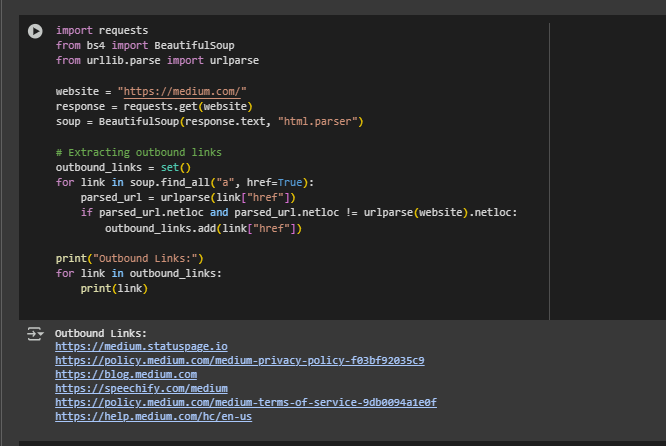 import requests
from bs4 import BeautifulSoup
from urllib.parse import urlparse

website = "https://medium.com/"
response = requests.get(website)
soup = BeautifulSoup(response.text, "html.parser")

# Extracting outbound links
outbound_links = set()
for link in soup.find_all("a", href=True):
    parsed_url = urlparse(link["href"])
    if parsed_url.netloc and parsed_url.netloc != urlparse(website).netloc:
        outbound_links.add(link["href"])

print("Outbound Links:")
for link in outbound_links:
    print(link)

Outbound Links:
https://medium.statuspage.io
https://policy.medium.com/medium-privacy-policy-f03bf92035c9
https://blog.medium.com
https://speechify.com/medium
https://policy.medium.com/medium-terms-of-service-9db0094a1e0f
https://help.medium.com/hc/en-us